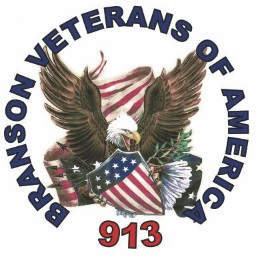 BRANSON VETERANS OF AMERICA
913